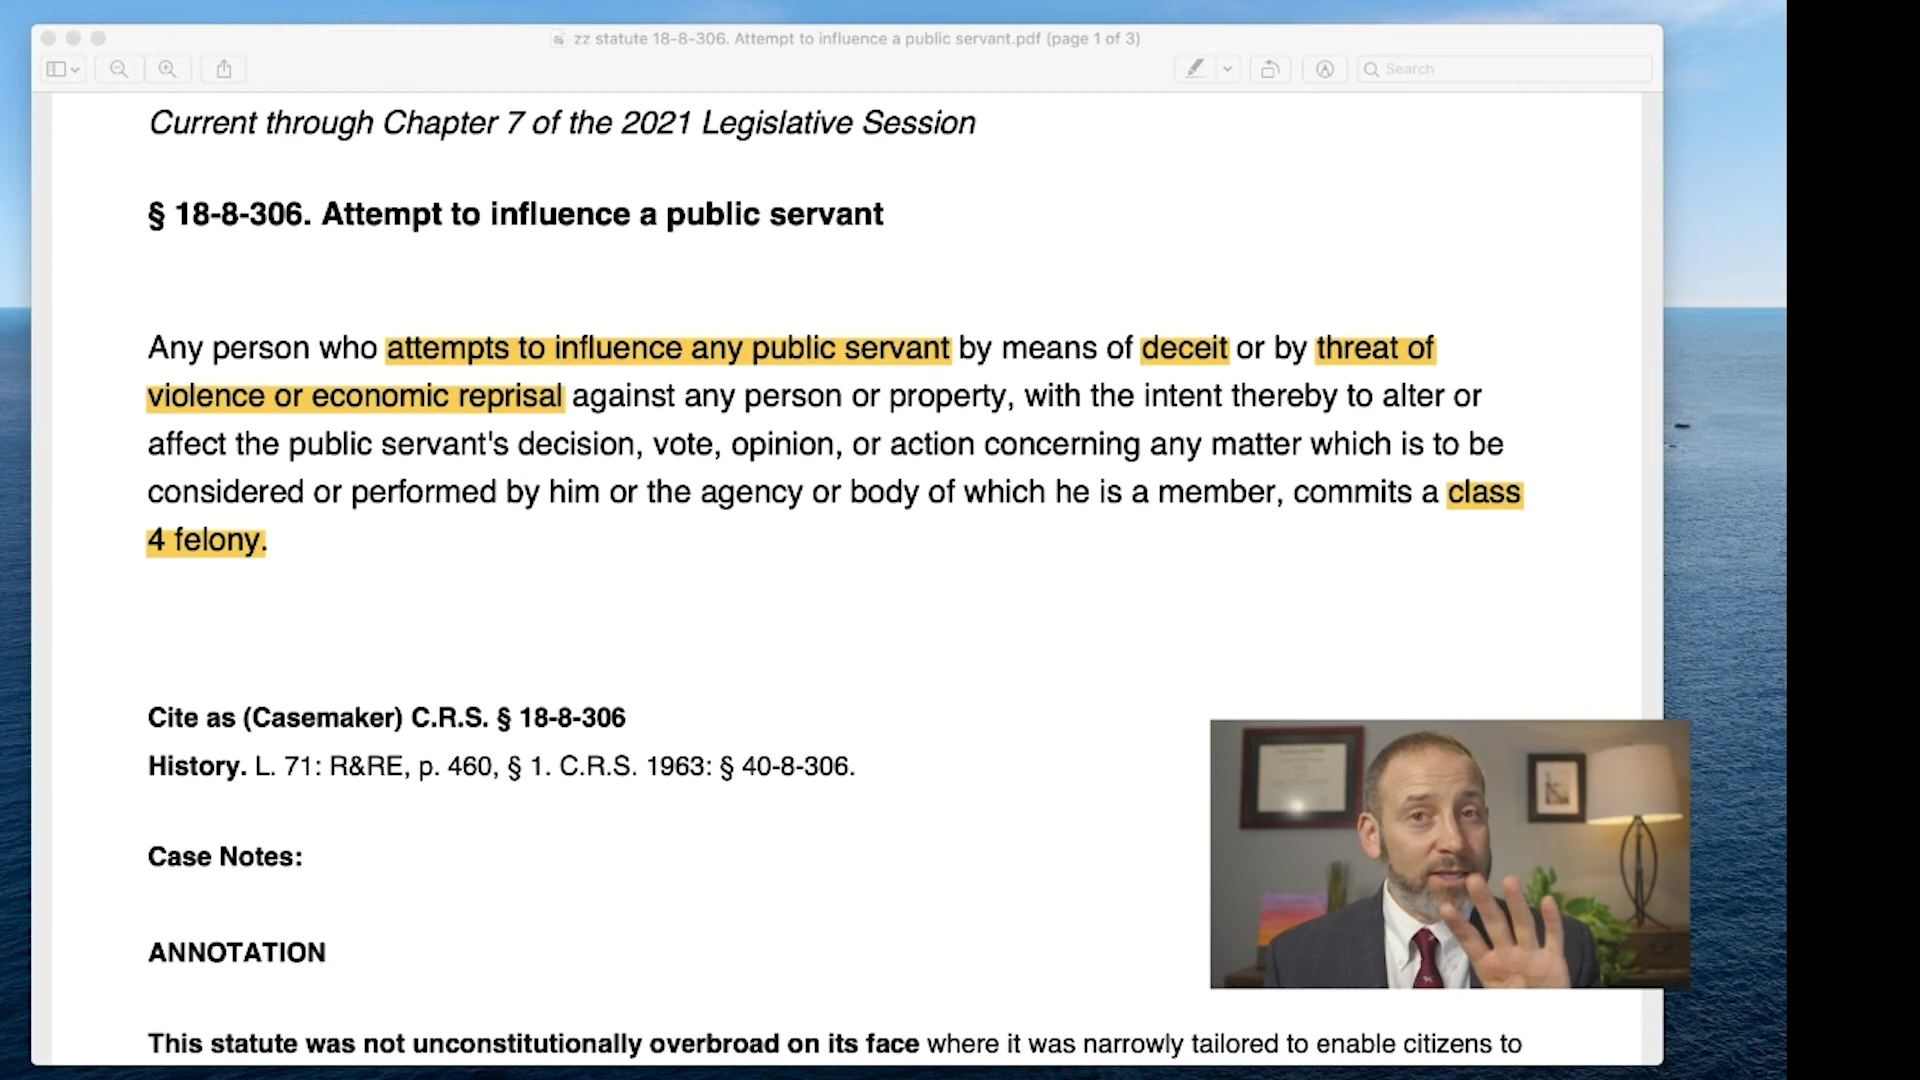 zz statute 18-8-306. Attempt to influence a public servant.pdf (page 1 of 3)
Search
Current through Chapter 7 of the 2021 Legislative Session
§ 18-8-306. Attempt to influence a public servant
Any person who attempts to influence any public servant by means of deceit or by threat of
violence or economic reprisal against any person or property, with the intent thereby to alter or
affect the public servant's decision, vote, opinion, or action concerning any matter which is to be
considered or performed by him or the agency or body of which he is a member, commits a class
4 felony.
Cite as (Casemaker) C.R.S. § 18-8-306
History. L. 71: R&RE, p. 460, § 1. C.R.S. 1963: § 40-8-306.
Case Notes:
ANNOTATION
This statute was not unconstitutionally overbroad on its face where it was narrowly tailored to enable citizens to